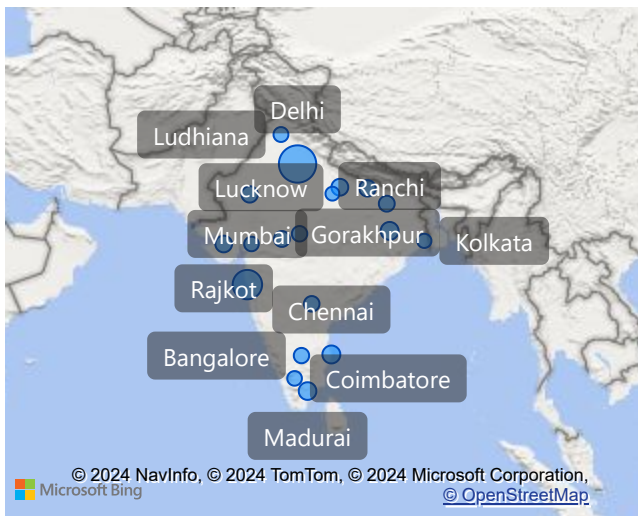 Delhi
Ludhiana
Lucknow
Ranchi
Mumbai
Gorakhpur
Kolkata
Rajkot
Chennai
Bangalore
Coimbatore
Madurai
© 2024 NavInfo, © 2024 TomTom, © 2024 Microsoft Corporation,
Microsoft Bing
© OpenStreetMap